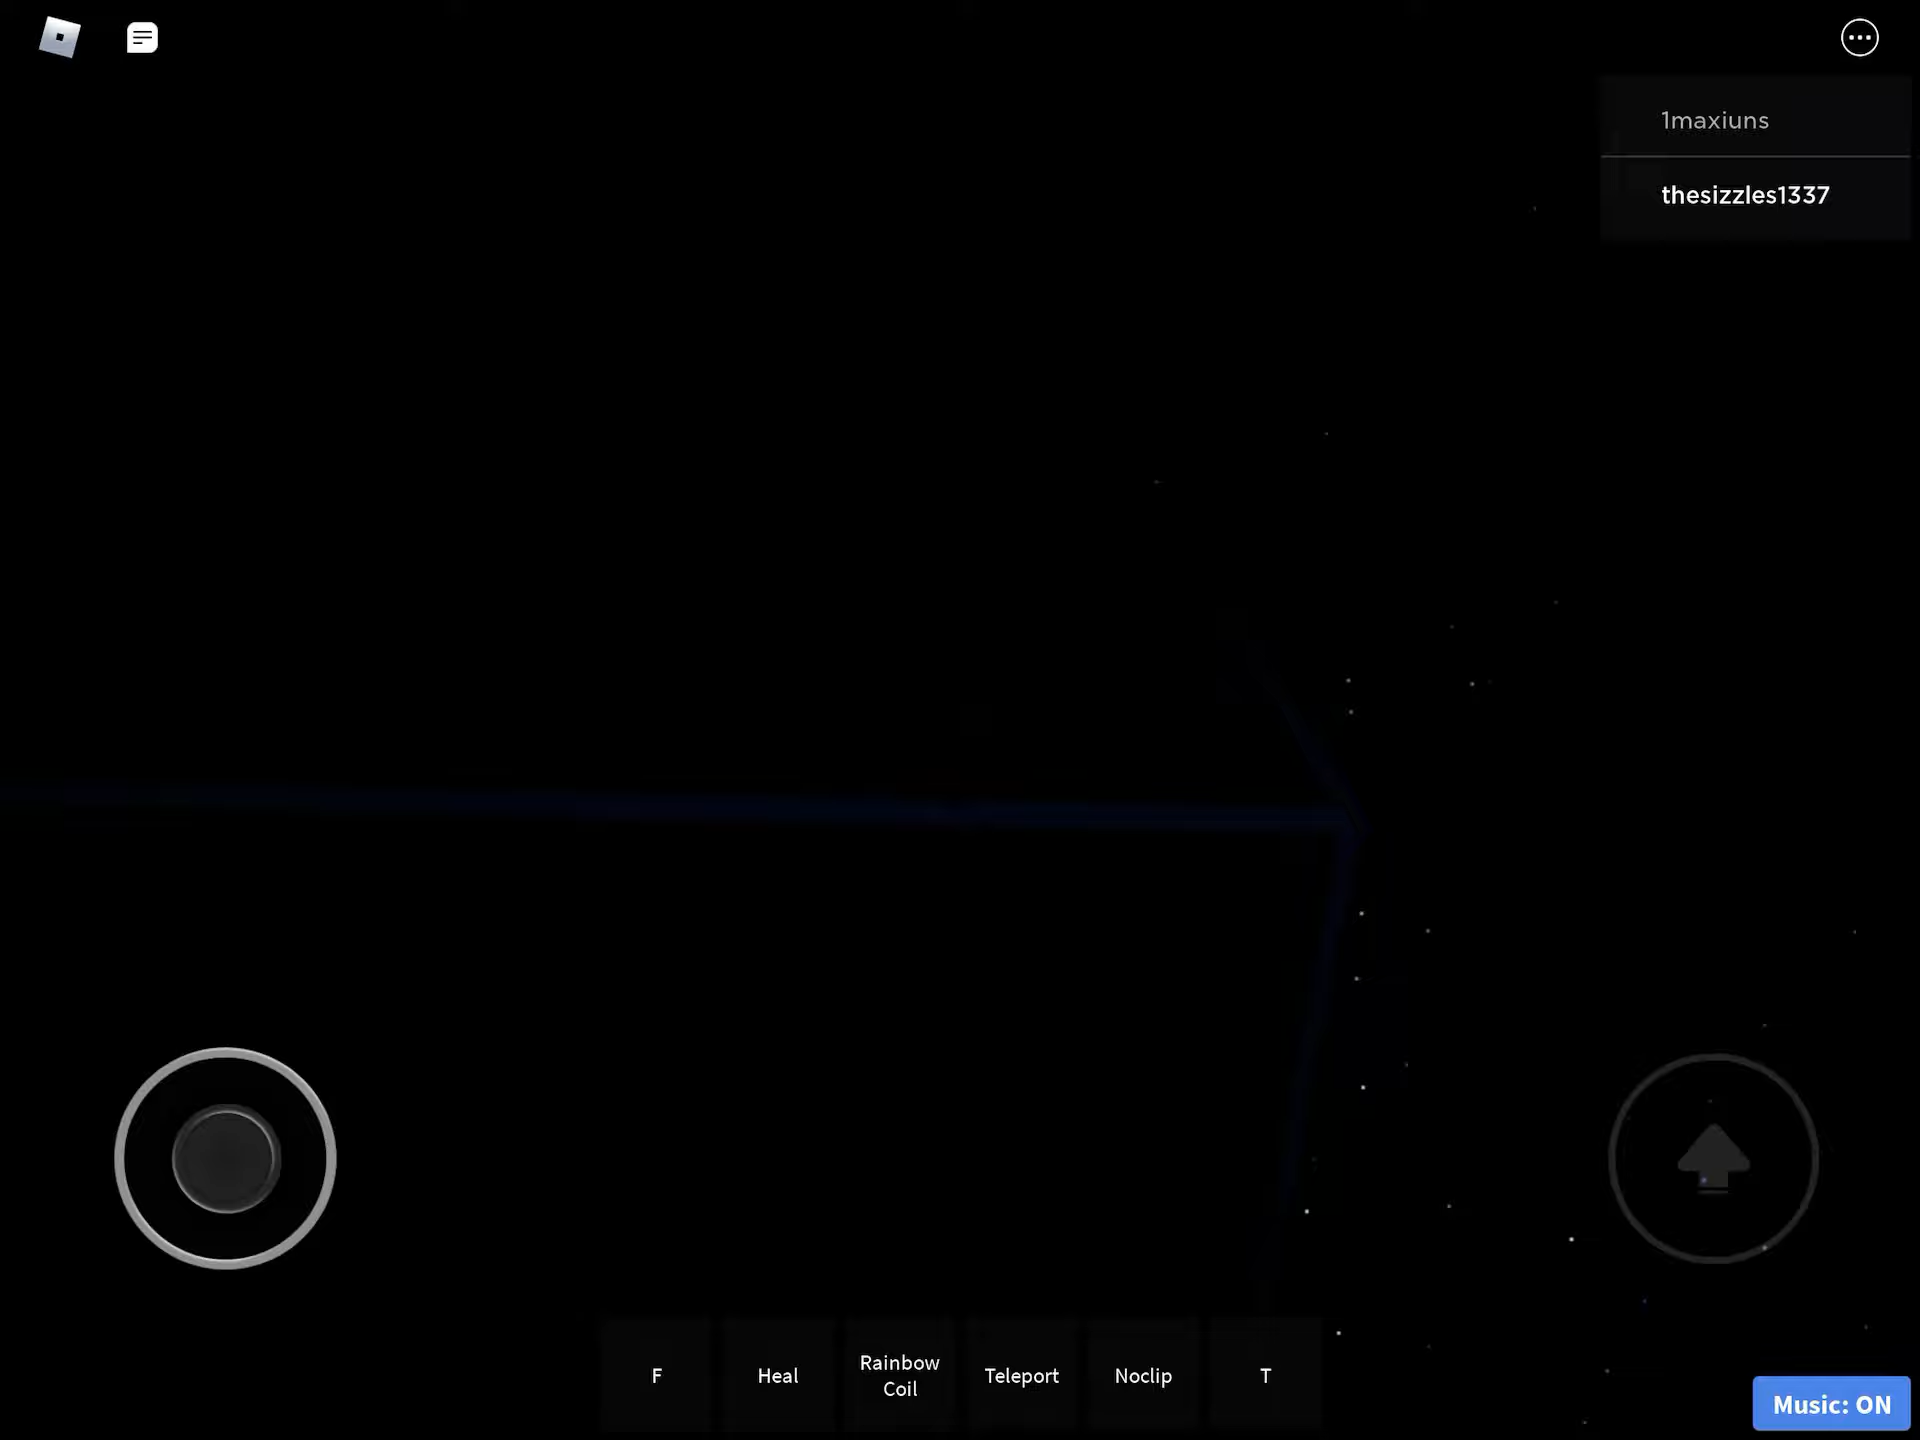 1maxiuns
thesizzles1337
F
Heal
Rainbow
Coil
Teleport
Noclip
T
Music: ON